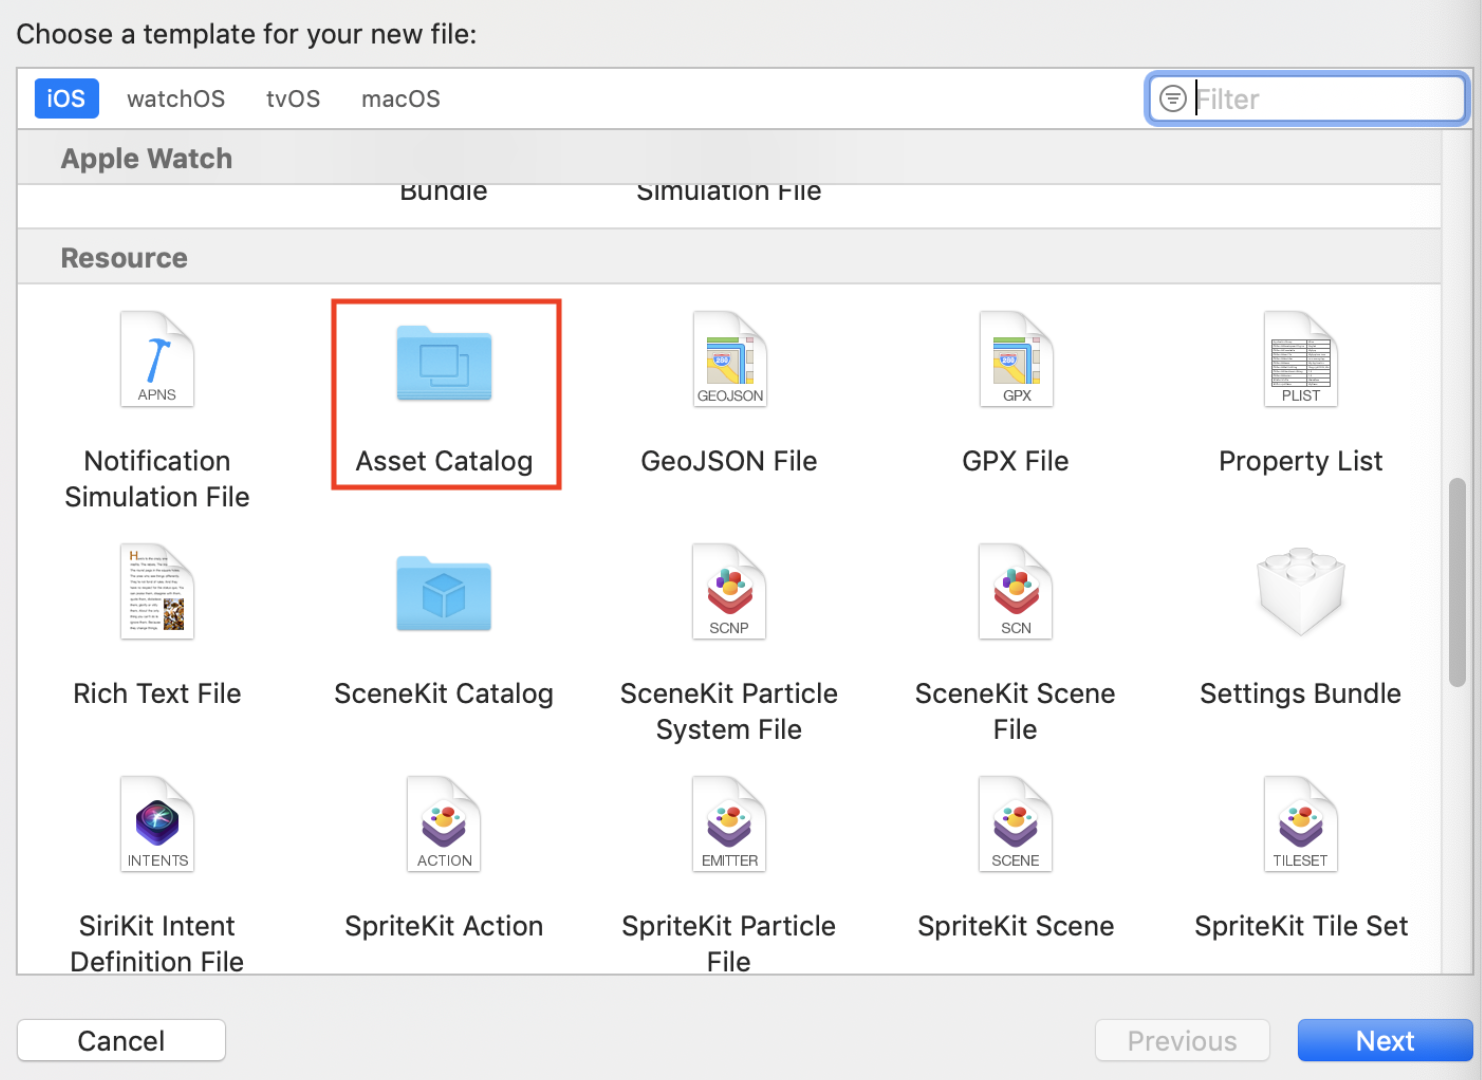 Choose a template for your new file:
iOS watchOS tvOS macOS Filter
Apple Watch
Bundle Simulation File
Resource
APNS GEOJSON GPX PLIST
Notification Simulation File
Asset Catalog
GeoJSON File
GPX File
Property List
SCNP SCN
Rich Text File
SceneKit Catalog
SceneKit Particle
System File
SceneKit Scene
File
Settings Bundle
INTENTS ACTION EMITTER SCENE TILESET
SiriKit Intent
Definition File
SpriteKit Action
SpriteKit Particle
File
SpriteKit Scene
SpriteKit Tile Set
Cancel Previous Next